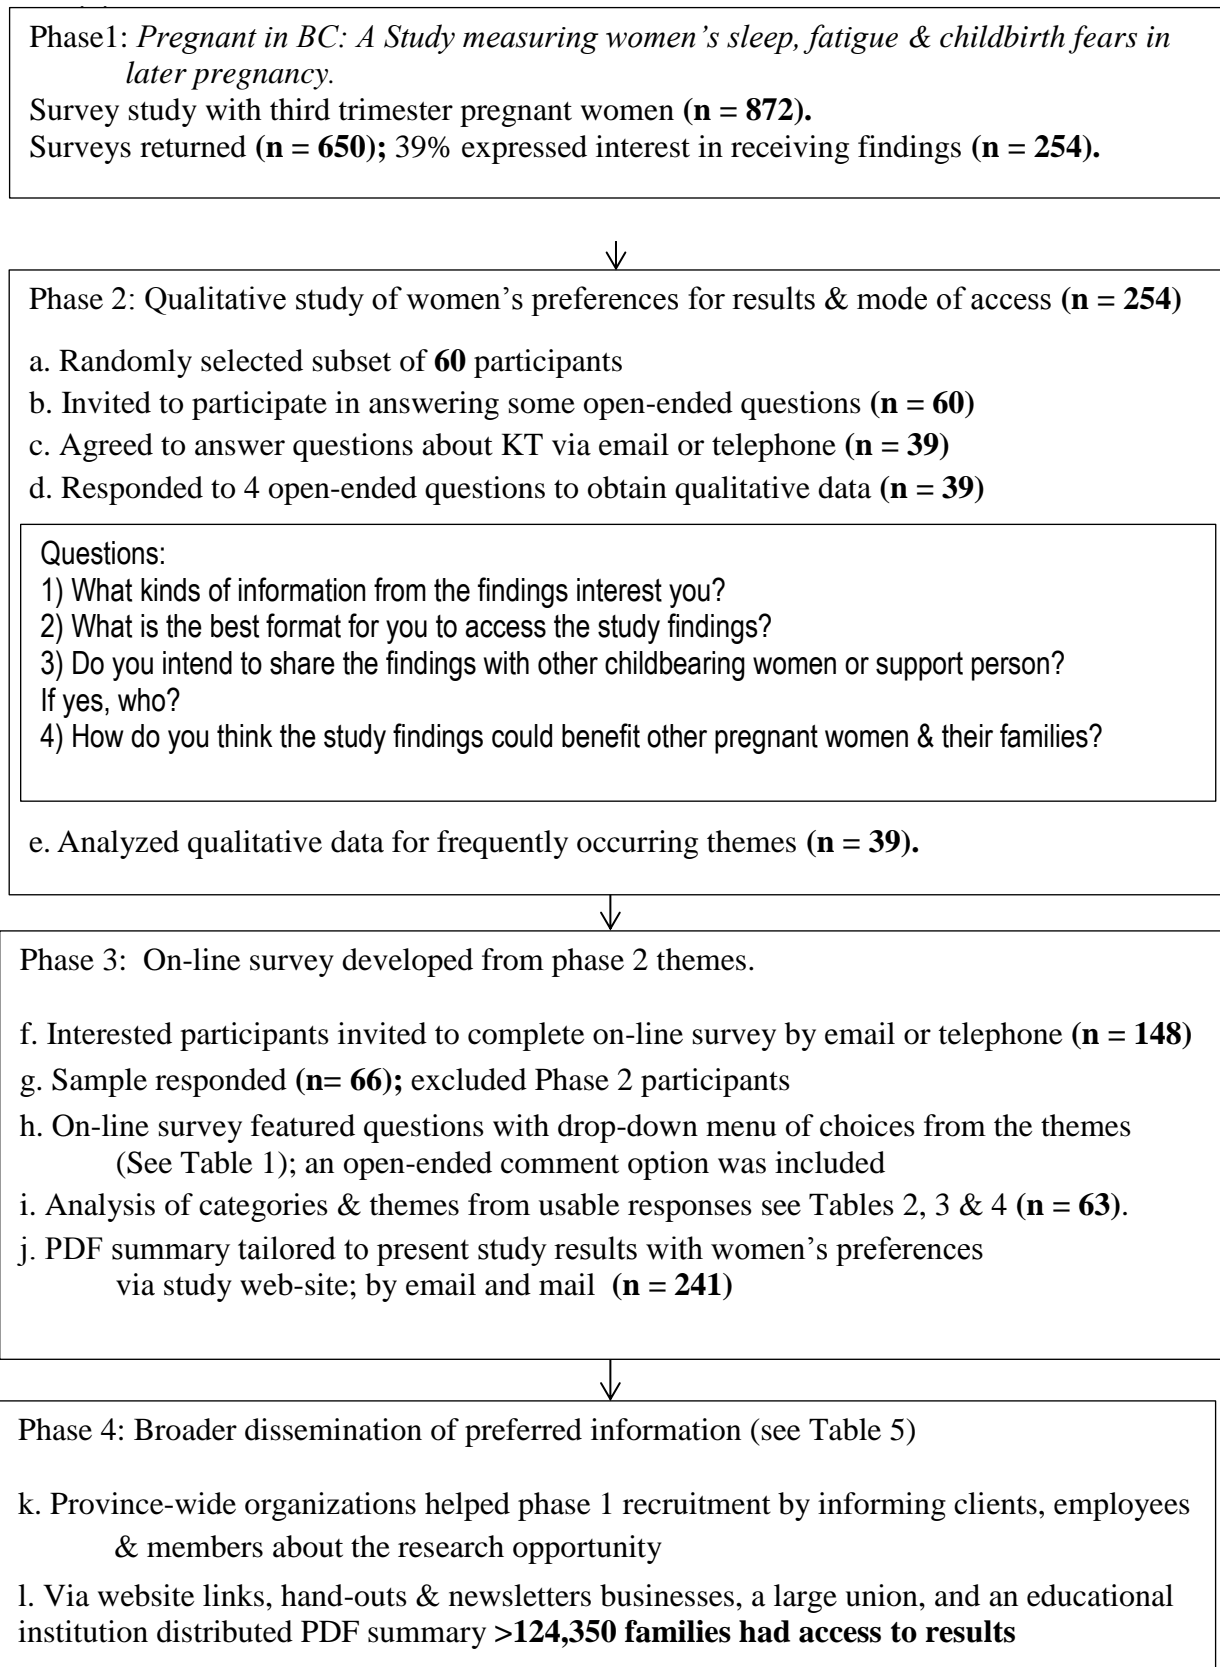 Phase1: Pregnant in BC: A Study measuring women’s sleep, fatigue & childbirth fears in
later pregnancy.
Survey study with third trimester pregnant women (n = 872).
Surveys returned (n = 650); 39% expressed interest in receiving findings (n = 254).
Phase 2: Qualitative study of women’s preferences for results & mode of access (n = 254)
a. Randomly selected subset of 60 participants
b. Invited to participate in answering some open-ended questions (n = 60)
c. Agreed to answer questions about KT via email or telephone (n = 39)
d. Responded to 4 open-ended questions to obtain qualitative data (n = 39)
Questions:
1) What kinds of information from the findings interest you?
2) What is the best format for you to access the study findings?
3) Do you intend to share the findings with other childbearing women or support person?
If yes, who?
4) How do you think the study findings could benefit other pregnant women & their families?
e. Analyzed qualitative data for frequently occurring themes (n = 39).
Phase 3:  On-line survey developed from phase 2 themes.
f. Interested participants invited to complete on-line survey by email or telephone (n = 148)
g. Sample responded (n= 66); excluded Phase 2 participants
h. On-line survey featured questions with drop-down menu of choices from the themes
(See Table 1); an open-ended comment option was included
i. Analysis of categories & themes from usable responses see Tables 2, 3 & 4 (n = 63).
j. PDF summary tailored to present study results with women’s preferences
via study web-site; by email and mail  (n = 241)
Phase 4: Broader dissemination of preferred information (see Table 5)
k. Province-wide organizations helped phase 1 recruitment by informing clients, employees
& members about the research opportunity
l. Via website links, hand-outs & newsletters businesses, a large union, and an educational
institution distributed PDF summary >124,350 families had access to results